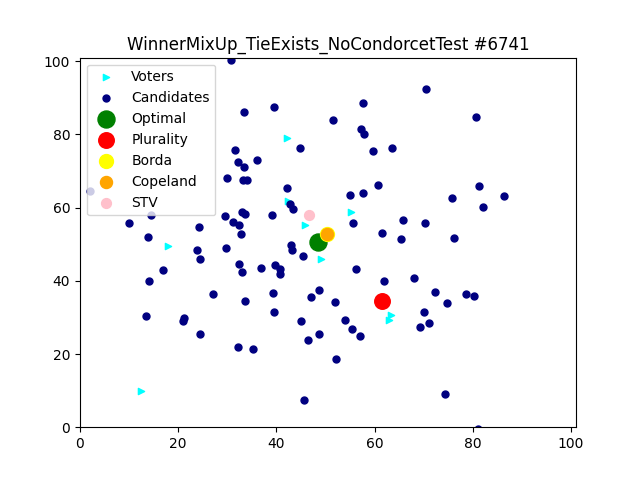 WinnerMixUp_TieExists_NoCondorcetTest #6741
Voters
Candidates
Optimal
Plurality
Borda
Copeland
STV
100
80
60
40
20
0
0 20 40 60 80 100